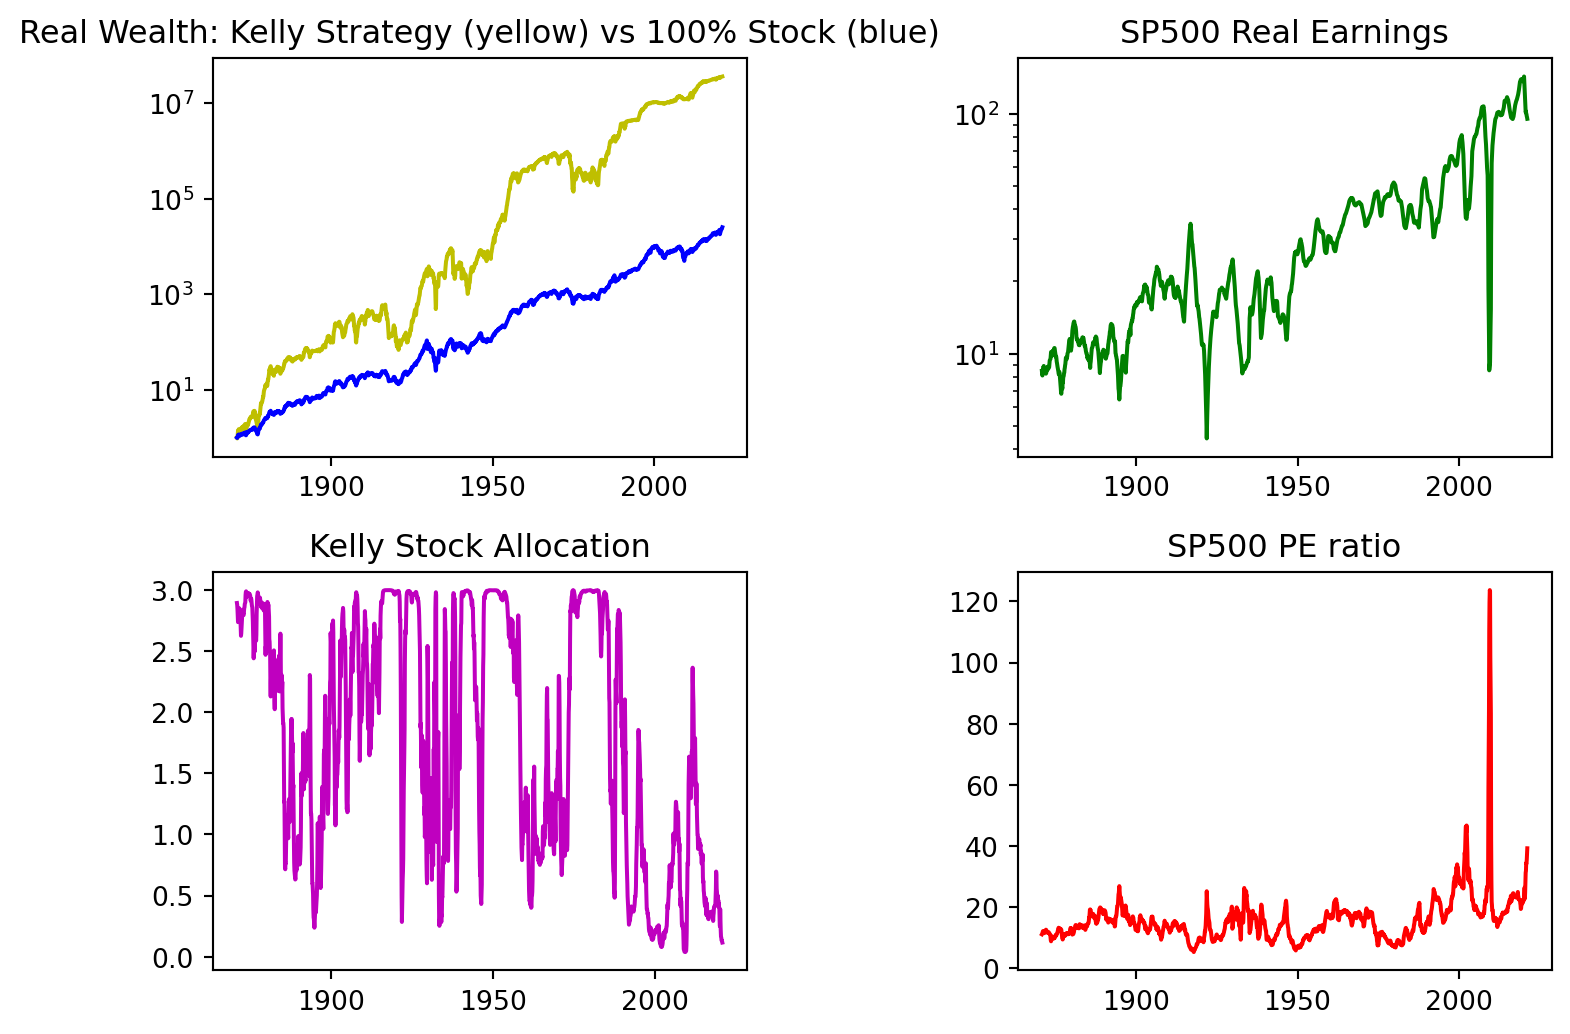 Real Wealth: Kelly Strategy (yellow) vs 100% Stock (blue)
10^7
10^5
10^3
10^1
1900 1950 2000
SP500 Real Earnings
10^2
10^1
1900 1950 2000
Kelly Stock Allocation
3.0
2.5
2.0
1.5
1.0
0.5
0.0
1900 1950 2000
SP500 PE ratio
120
100
80
60
40
20
0
1900 1950 2000